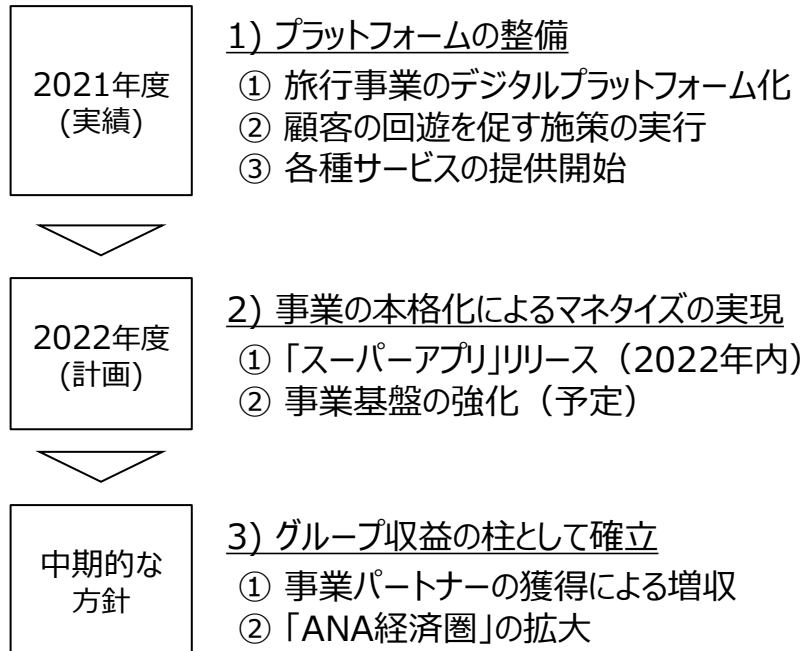 2021年度
(実績)
1) プラットフォームの整備
① 旅行事業のデジタルプラットフォーム化
② 顧客の回遊を促す施策の実行
③ 各種サービスの提供開始
2022年度
(計画)
2) 事業の本格化によるマネタイズの実現
① 「スーパーアプリ」リリース（2022年内）
② 事業基盤の強化（予定）
中期的な
方針
3) グループ収益の柱として確立
① 事業パートナーの獲得による増収
② 「ANA経済圏」の拡大